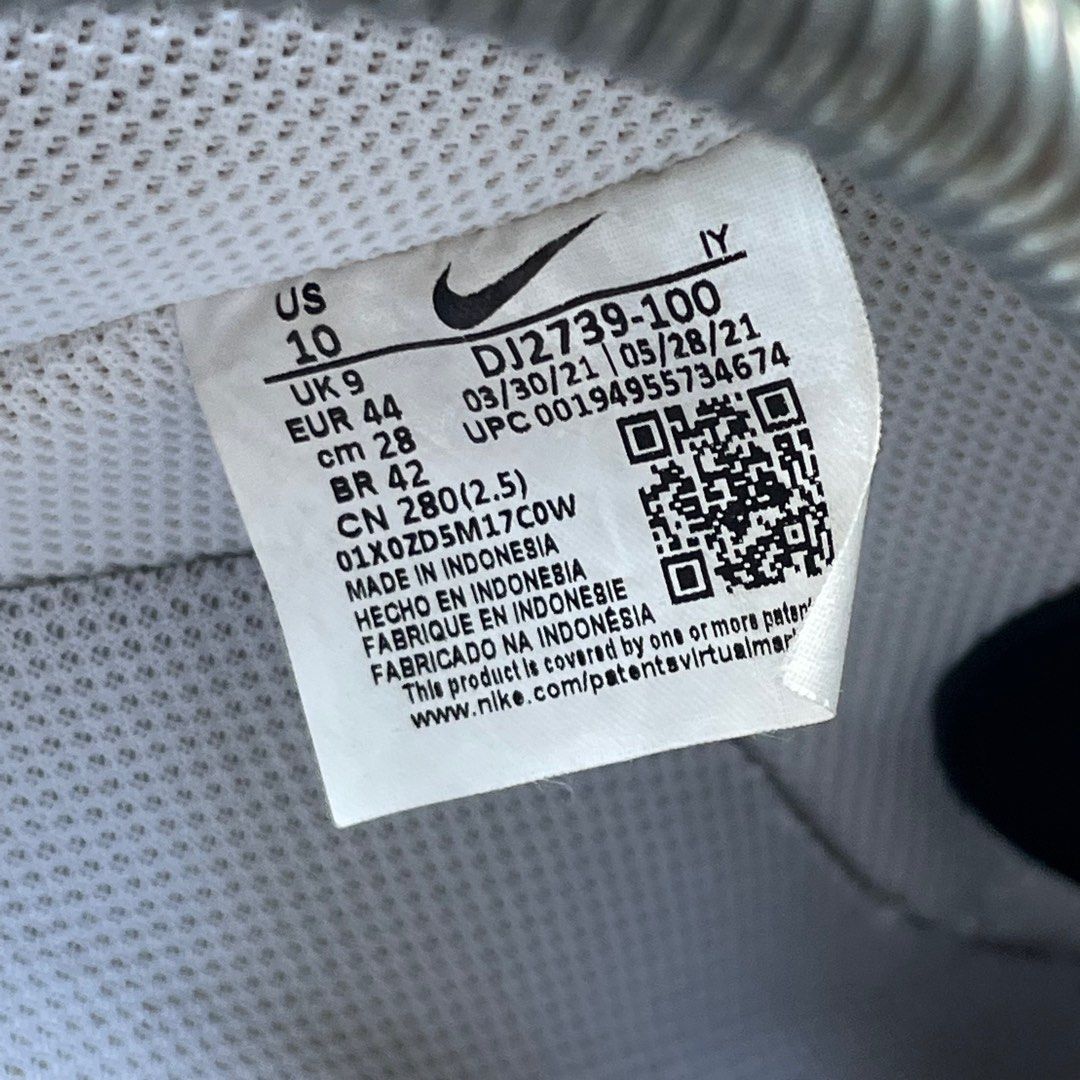 US
10
IY
UK 9
EUR 44
cm 28
BR 42
CN 280(2.5)
DJ2739-100
03/30/21 | 05/28/21
UPC 00194955734674
01X0ZD5M17C0W
MADE IN INDONESIA
HECHO EN INDONESIA
FABRIQUE EN INDONESIE
FABRICADO NA INDONÉSIA
This product is covered by one or more
www.nike.com/patentsvirtualmar